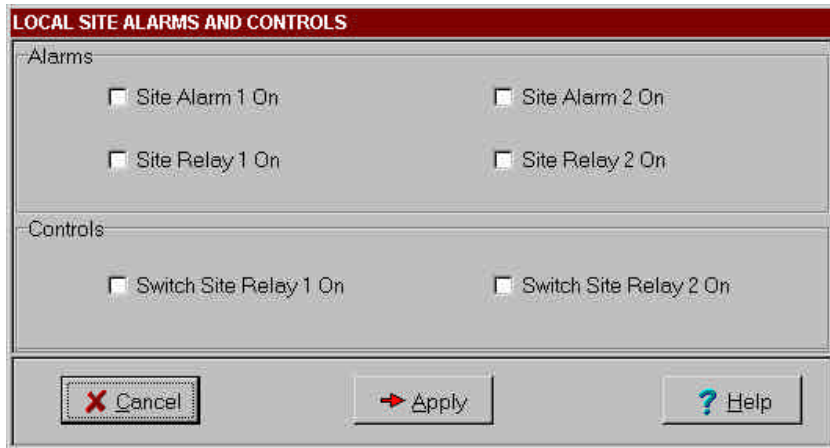 LOCAL SITE ALARMS AND CONTROLS
Alarms
Site Alarm 1 On Site Alarm 2 On
Site Relay 1 On Site Relay 2 On
Controls
Switch Site Relay 1 On Switch Site Relay 2 On
Cancel Apply Help